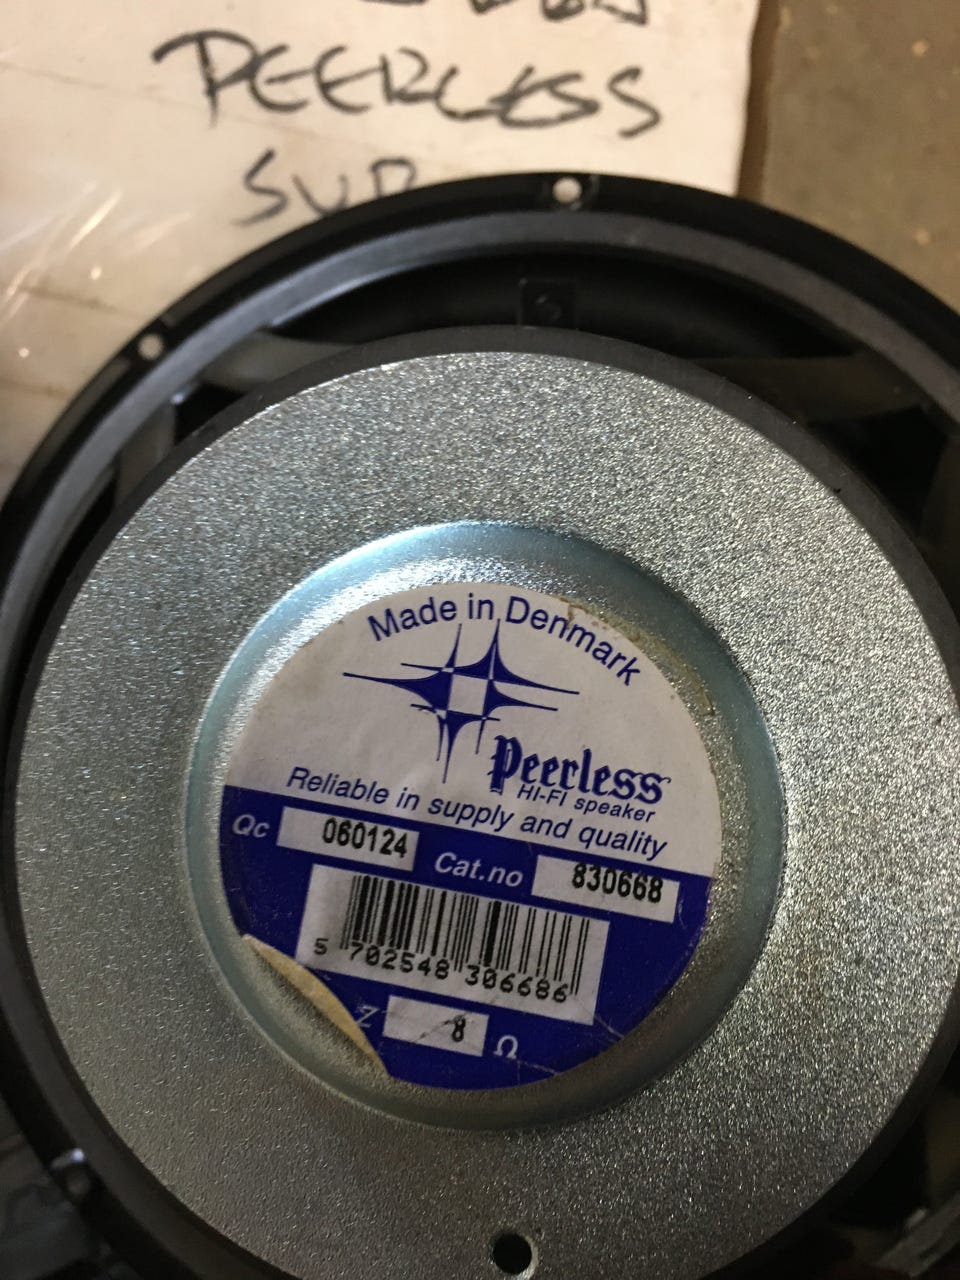 PEERLESS
SUB
Made in Denmark
Peerless
HI-FI speaker
Reliable in supply and quality
Qc 060124 Cat.no 830668
5 702548 306686
Z 8 Ω